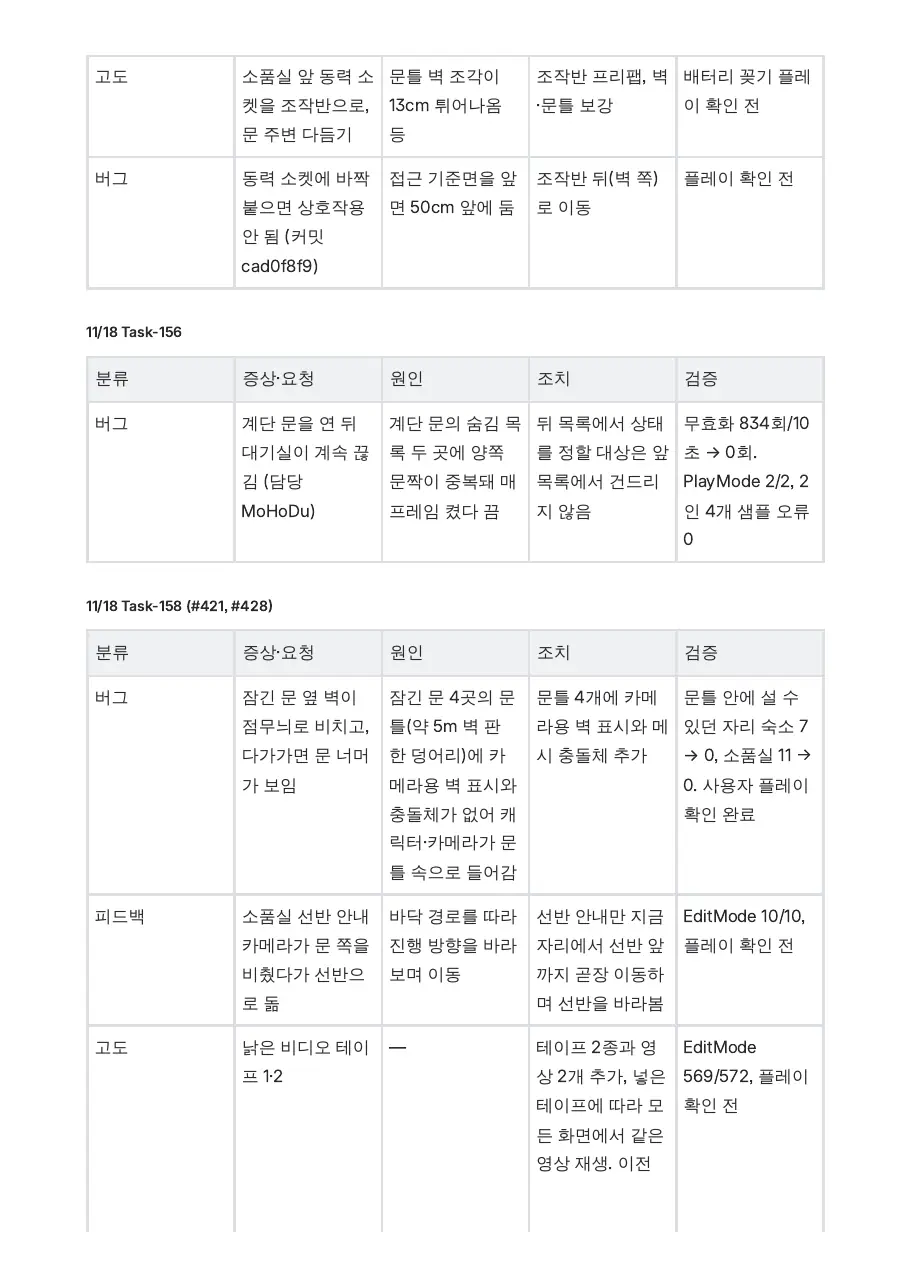 고도
소품실 앞 동력 소
켓을 조작반으로,
문 주변 다듬기
문틀 벽 조각이
13cm 튀어나옴
등
조작반 프리팹, 벽
·문틀 보강
배터리 꽂기 플레
이 확인 전
버그
동력 소켓에 바짝
붙으면 상호작용
안 됨 (커밋
cad0f8f9)
접근 기준면을 앞
면 50cm 앞에 둠
조작반 뒤(벽 쪽)
로 이동
플레이 확인 전
11/18 Task-156
분류
증상·요청
원인
조치
검증
버그
계단 문을 연 뒤
대기실이 계속 끊
김 (담당
MoHoDu)
계단 문의 숨김 목
록 두 곳에 양쪽
문짝이 중복돼 매
프레임 켰다 끔
뒤 목록에서 상태
를 정할 대상은 앞
목록에서 건드리
지 않음
무효화 834회/10
초 → 0회.
PlayMode 2/2, 2
인 4개 샘플 오류
0
11/18 Task-158 (#421, #428)
분류
증상·요청
원인
조치
검증
버그
잠긴 문 옆 벽이
점무늬로 비치고,
다가가면 문 너머
가 보임
잠긴 문 4곳의 문
틀(약 5m 벽 판
한 덩어리)에 카
메라용 벽 표시와
충돌체가 없어 캐
릭터·카메라가 문
틀 속으로 들어감
문틀 4개에 카메
라용 벽 표시와 메
시 충돌체 추가
문틀 안에 설 수
있던 자리 숙소 7
→ 0, 소품실 11 →
0. 사용자 플레이
확인 완료
피드백
소품실 선반 안내
카메라가 문 쪽을
비췄다가 선반으
로 돎
바닥 경로를 따라
진행 방향을 바라
보며 이동
선반 안내만 지금
자리에서 선반 앞
까지 곧장 이동하
며 선반을 바라봄
EditMode 10/10,
플레이 확인 전
고도
낡은 비디오 테이
프 1·2
—
테이프 2종과 영
상 2개 추가, 넣은
테이프에 따라 모
든 화면에서 같은
영상 재생. 이전
EditMode
569/572, 플레이
확인 전